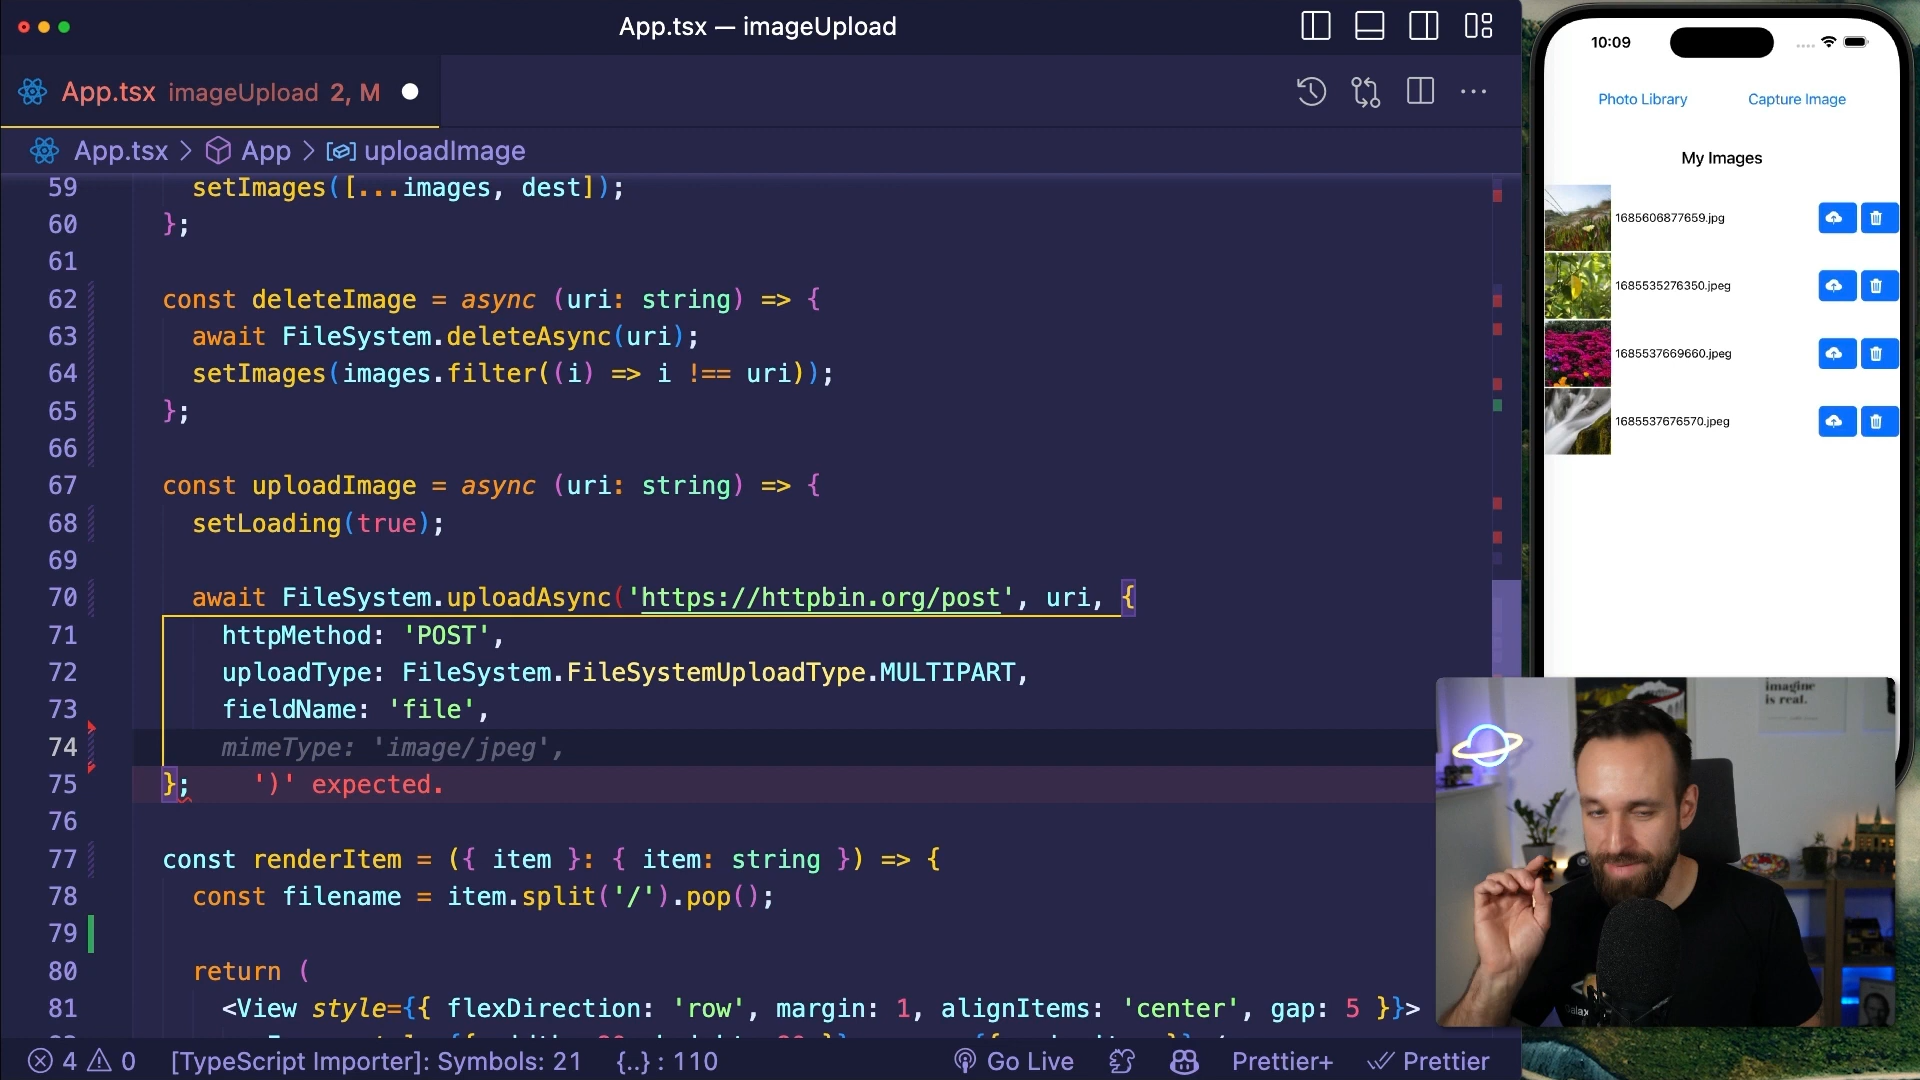 App.tsx — imageUpload
App.tsx imageUpload 2, M
App.tsx > App > uploadImage
59 setImages([...images, dest]);
60 };
61
62 const deleteImage = async (uri: string) => {
63 await FileSystem.deleteAsync(uri);
64 setImages(images.filter((i) => i !== uri));
65 };
66
67 const uploadImage = async (uri: string) => {
68 setLoading(true);
69
70 await FileSystem.uploadAsync('https://httpbin.org/post', uri, {
71 httpMethod: 'POST',
72 uploadType: FileSystem.FileSystemUploadType.MULTIPART,
73 fieldName: 'file',
74 mimeType: 'image/jpeg',
75 }; ')' expected.
76
77 const renderItem = ({ item }: { item: string }) => {
78 const filename = item.split('/').pop();
79
80 return (
81 <View style={{ flexDirection: 'row', margin: 1, alignItems: 'center', gap: 5 }}>
4 0 [TypeScript Importer]: Symbols: 21 {..} : 110 Go Live Prettier+ Prettier
10:09
Photo Library Capture Image
My Images
1685606877659.jpg
1685535276350.jpeg
1685537669660.jpeg
1685537676570.jpeg
imagine
is real.